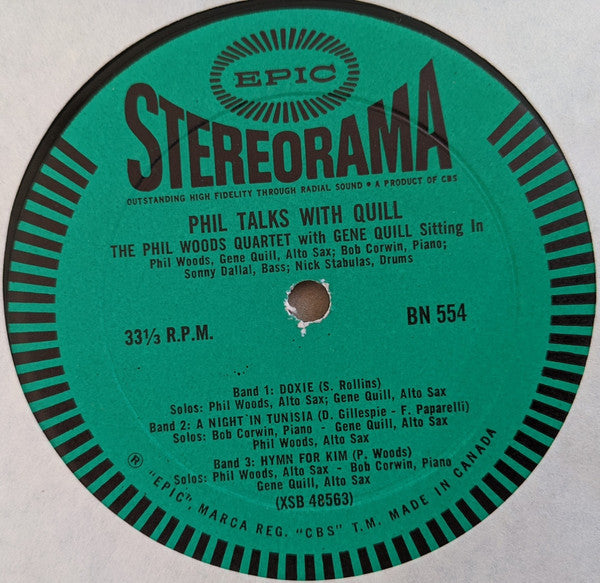 EPIC
STEREORAMA
OUTSTANDING HIGH FIDELITY THROUGH RADIAL SOUND • A PRODUCT OF CBS
PHIL TALKS WITH QUILL
THE PHIL WOODS QUARTET with GENE QUILL Sitting In
Phil Woods, Gene Quill, Alto Sax; Bob Corwin, Piano;
Sonny Dallal, Bass; Nick Stabulas, Drums
33⅓ R.P.M.
BN 554
Band 1: DOXIE (S. Rollins)
Solos: Phil Woods, Alto Sax; Gene Quill, Alto Sax
Band 2: A NIGHT IN TUNISIA (D. Gillespie - F. Paparelli)
Solos: Bob Corwin, Piano - Gene Quill, Alto Sax
Phil Woods, Alto Sax
Band 3: HYMN FOR KIM (P. Woods)
Solos: Phil Woods, Alto Sax - Bob Corwin, Piano
Gene Quill, Alto Sax
(XSB 48563)
® "EPIC", MARCA REG. "CBS" T.M. MADE IN CANADA